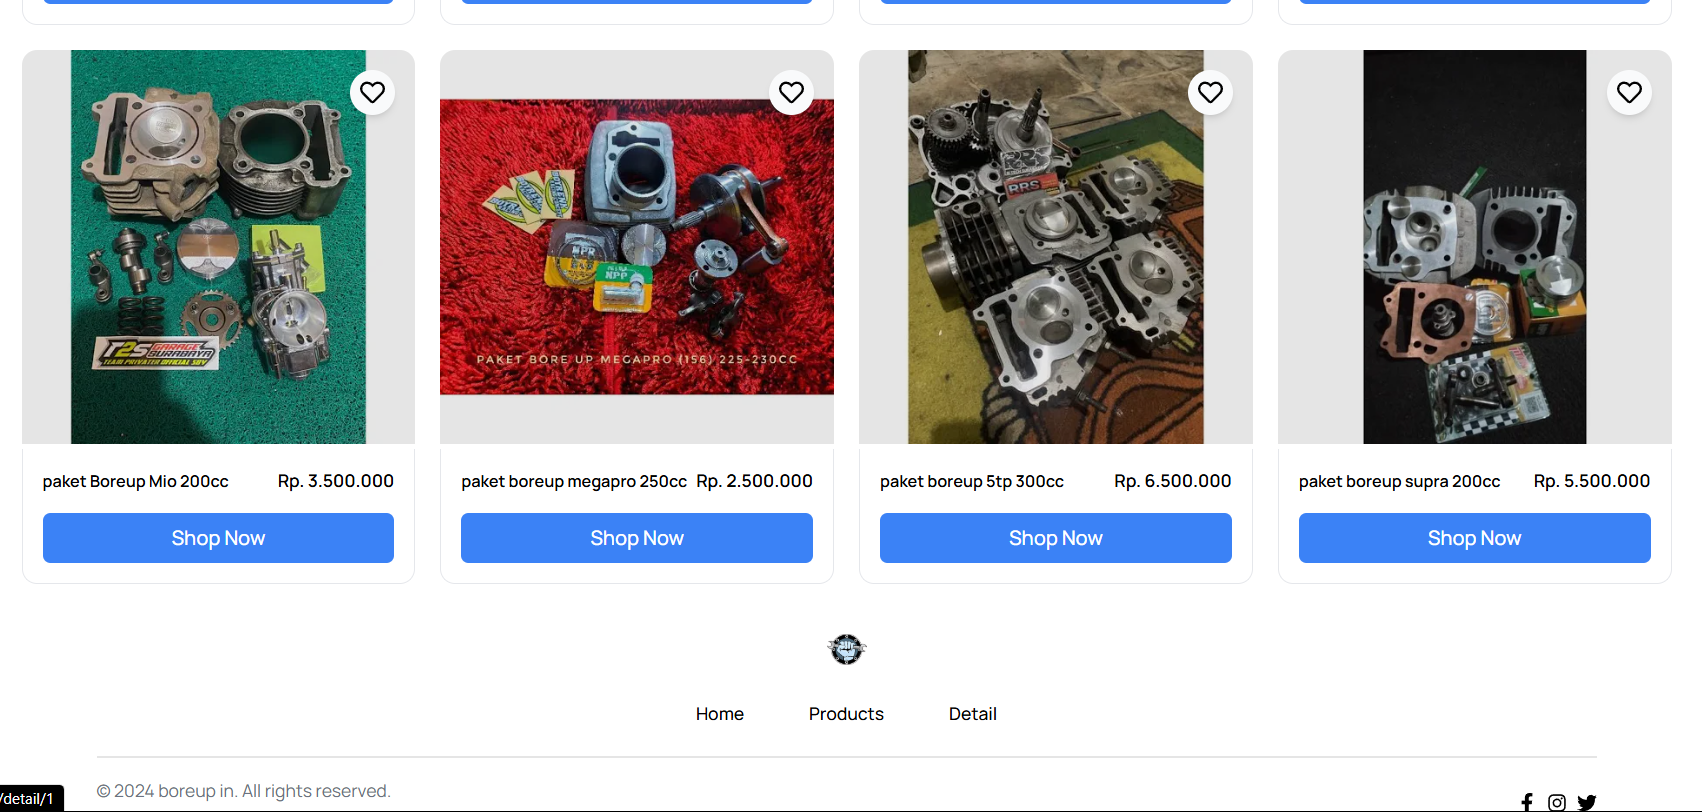 T2S GARAGE
SURABAYA
TEAM PRIVATER OFFICIAL SBY
NPR
NPP
PAKET BORE UP MEGAPRO (156) 225-230CC
RRS
paket Boreup Mio 200cc
Rp. 3.500.000
paket boreup megapro 250cc
Rp. 2.500.000
paket boreup 5tp 300cc
Rp. 6.500.000
paket boreup supra 200cc
Rp. 5.500.000
Shop Now
Shop Now
Shop Now
Shop Now
Home
Products
Detail
© 2024 boreup in. All rights reserved.
/detail/1